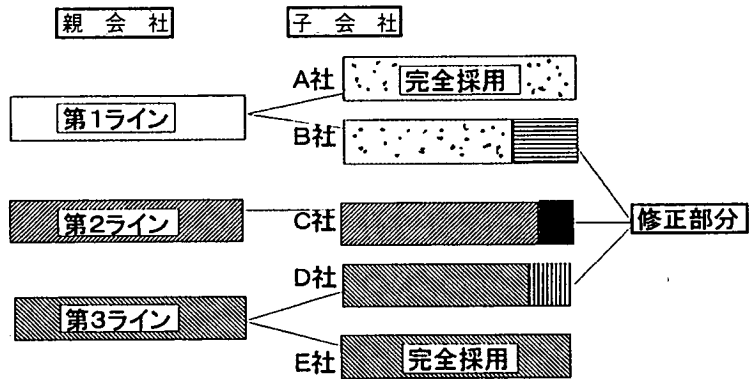 親会社
子会社
A社
完全採用
第1ライン
B社
第2ライン
C社
修正部分
D社
第3ライン
E社
完全採用